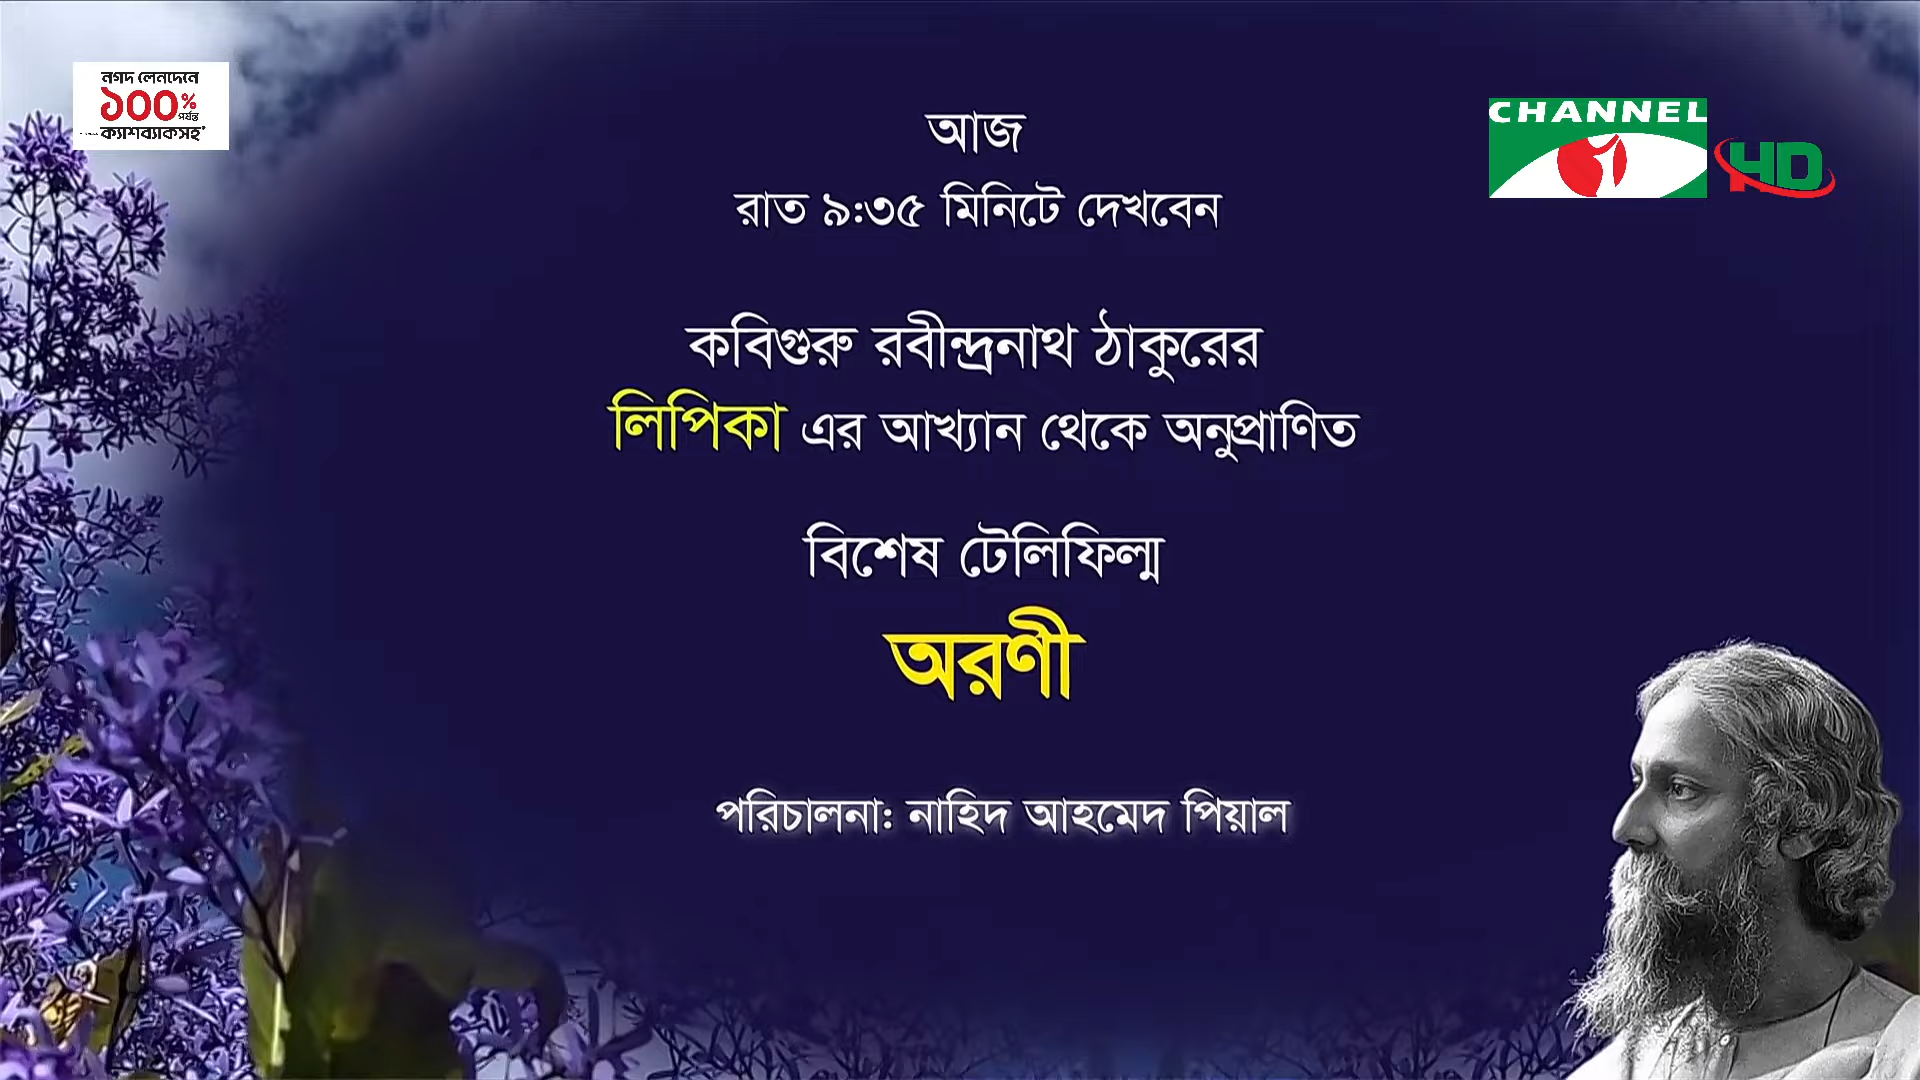 নগদ লেনদেনে
১০০%
পর্যন্ত
ক্যাশব্যাকসহ*
CHANNEL
HD
আজ
রাত ৯:৩৫ মিনিটে দেখবেন
কবিগুরু রবীন্দ্রনাথ ঠাকুরের
লিপিকা এর আখ্যান থেকে অনুপ্রাণিত
বিশেষ টেলিফিল্ম
অরণী
পরিচালনা: নাহিদ আহমেদ পিয়াল